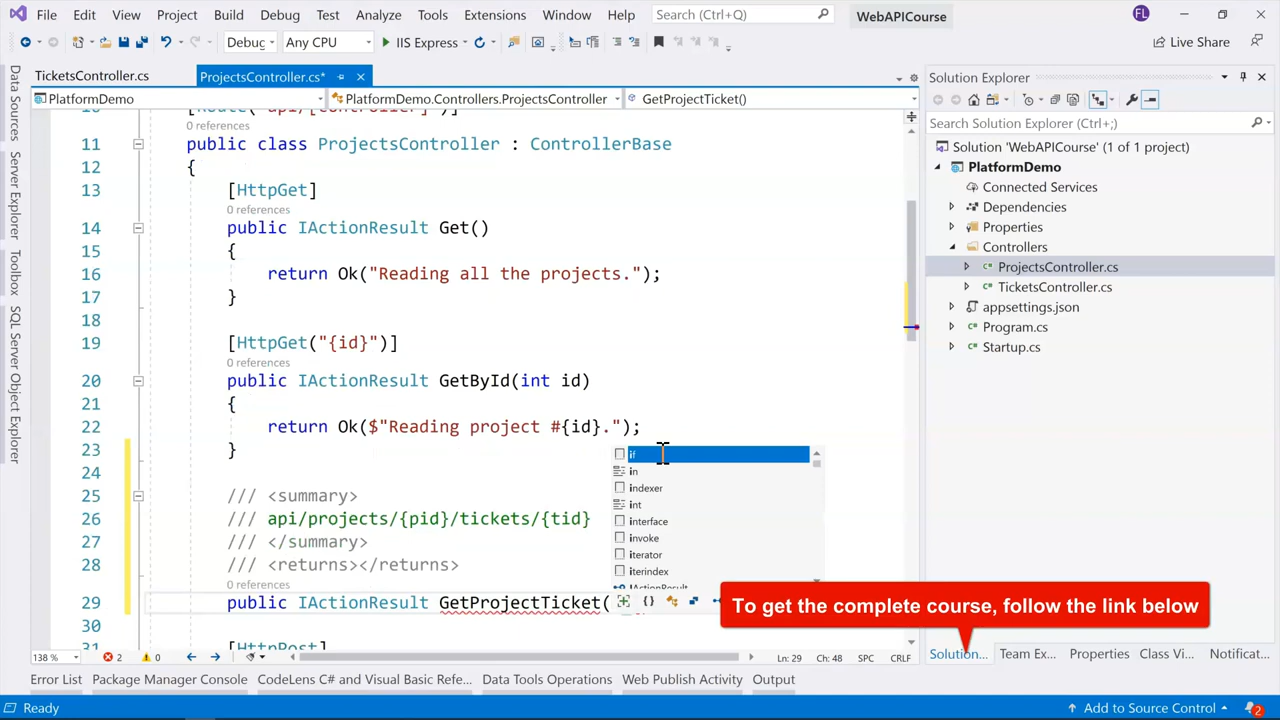 File Edit View Project Build Debug Test Analyze Tools Extensions Window Help Search (Ctrl+Q) WebAPICourse FL
Debug Any CPU IIS Express Live Share
TicketsController.cs ProjectsController.cs*
PlatformDemo PlatformDemo.Controllers.ProjectsController GetProjectTicket()
Data Sources
Server Explorer
Toolbox
SQL Server Object Explorer
0 references
11 public class ProjectsController : ControllerBase
12 {
13 [HttpGet]
0 references
14 public IActionResult Get()
15 {
16 return Ok("Reading all the projects.");
17 }
18
19 [HttpGet("{id}")]
0 references
20 public IActionResult GetById(int id)
21 {
22 return Ok($"Reading project #{id}.");
23 }
24
25 /// <summary>
26 /// api/projects/{pid}/tickets/{tid}
27 /// </summary>
28 /// <returns></returns>
0 references
29 public IActionResult GetProjectTicket(
30
if
in
indexer
int
interface
invoke
iterator
iterindex
IActionResult
Solution Explorer
Search Solution Explorer (Ctrl+;)
Solution 'WebAPICourse' (1 of 1 project)
PlatformDemo
Connected Services
Dependencies
Properties
Controllers
ProjectsController.cs
TicketsController.cs
appsettings.json
Program.cs
Startup.cs
To get the complete course, follow the link below
Solution... Team Ex... Properties Class Vi... Notificat...
138 % 2 0 Ln: 29 Ch: 48 SPC CRLF
Error List Package Manager Console CodeLens C# and Visual Basic Refe... Data Tools Operations Web Publish Activity Output
Ready Add to Source Control 2